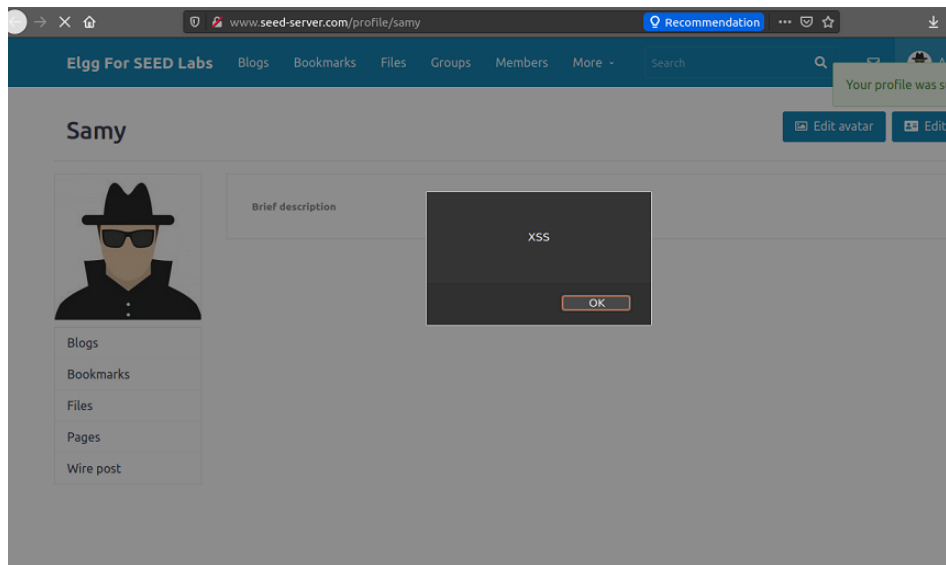 www.seed-server.com/profile/samy Recommendation
Elgg For SEED Labs Blogs Bookmarks Files Groups Members More Search
Your profile was s
Samy
Edit avatar Edit
Brief description
XSS
OK
Blogs
Bookmarks
Files
Pages
Wire post